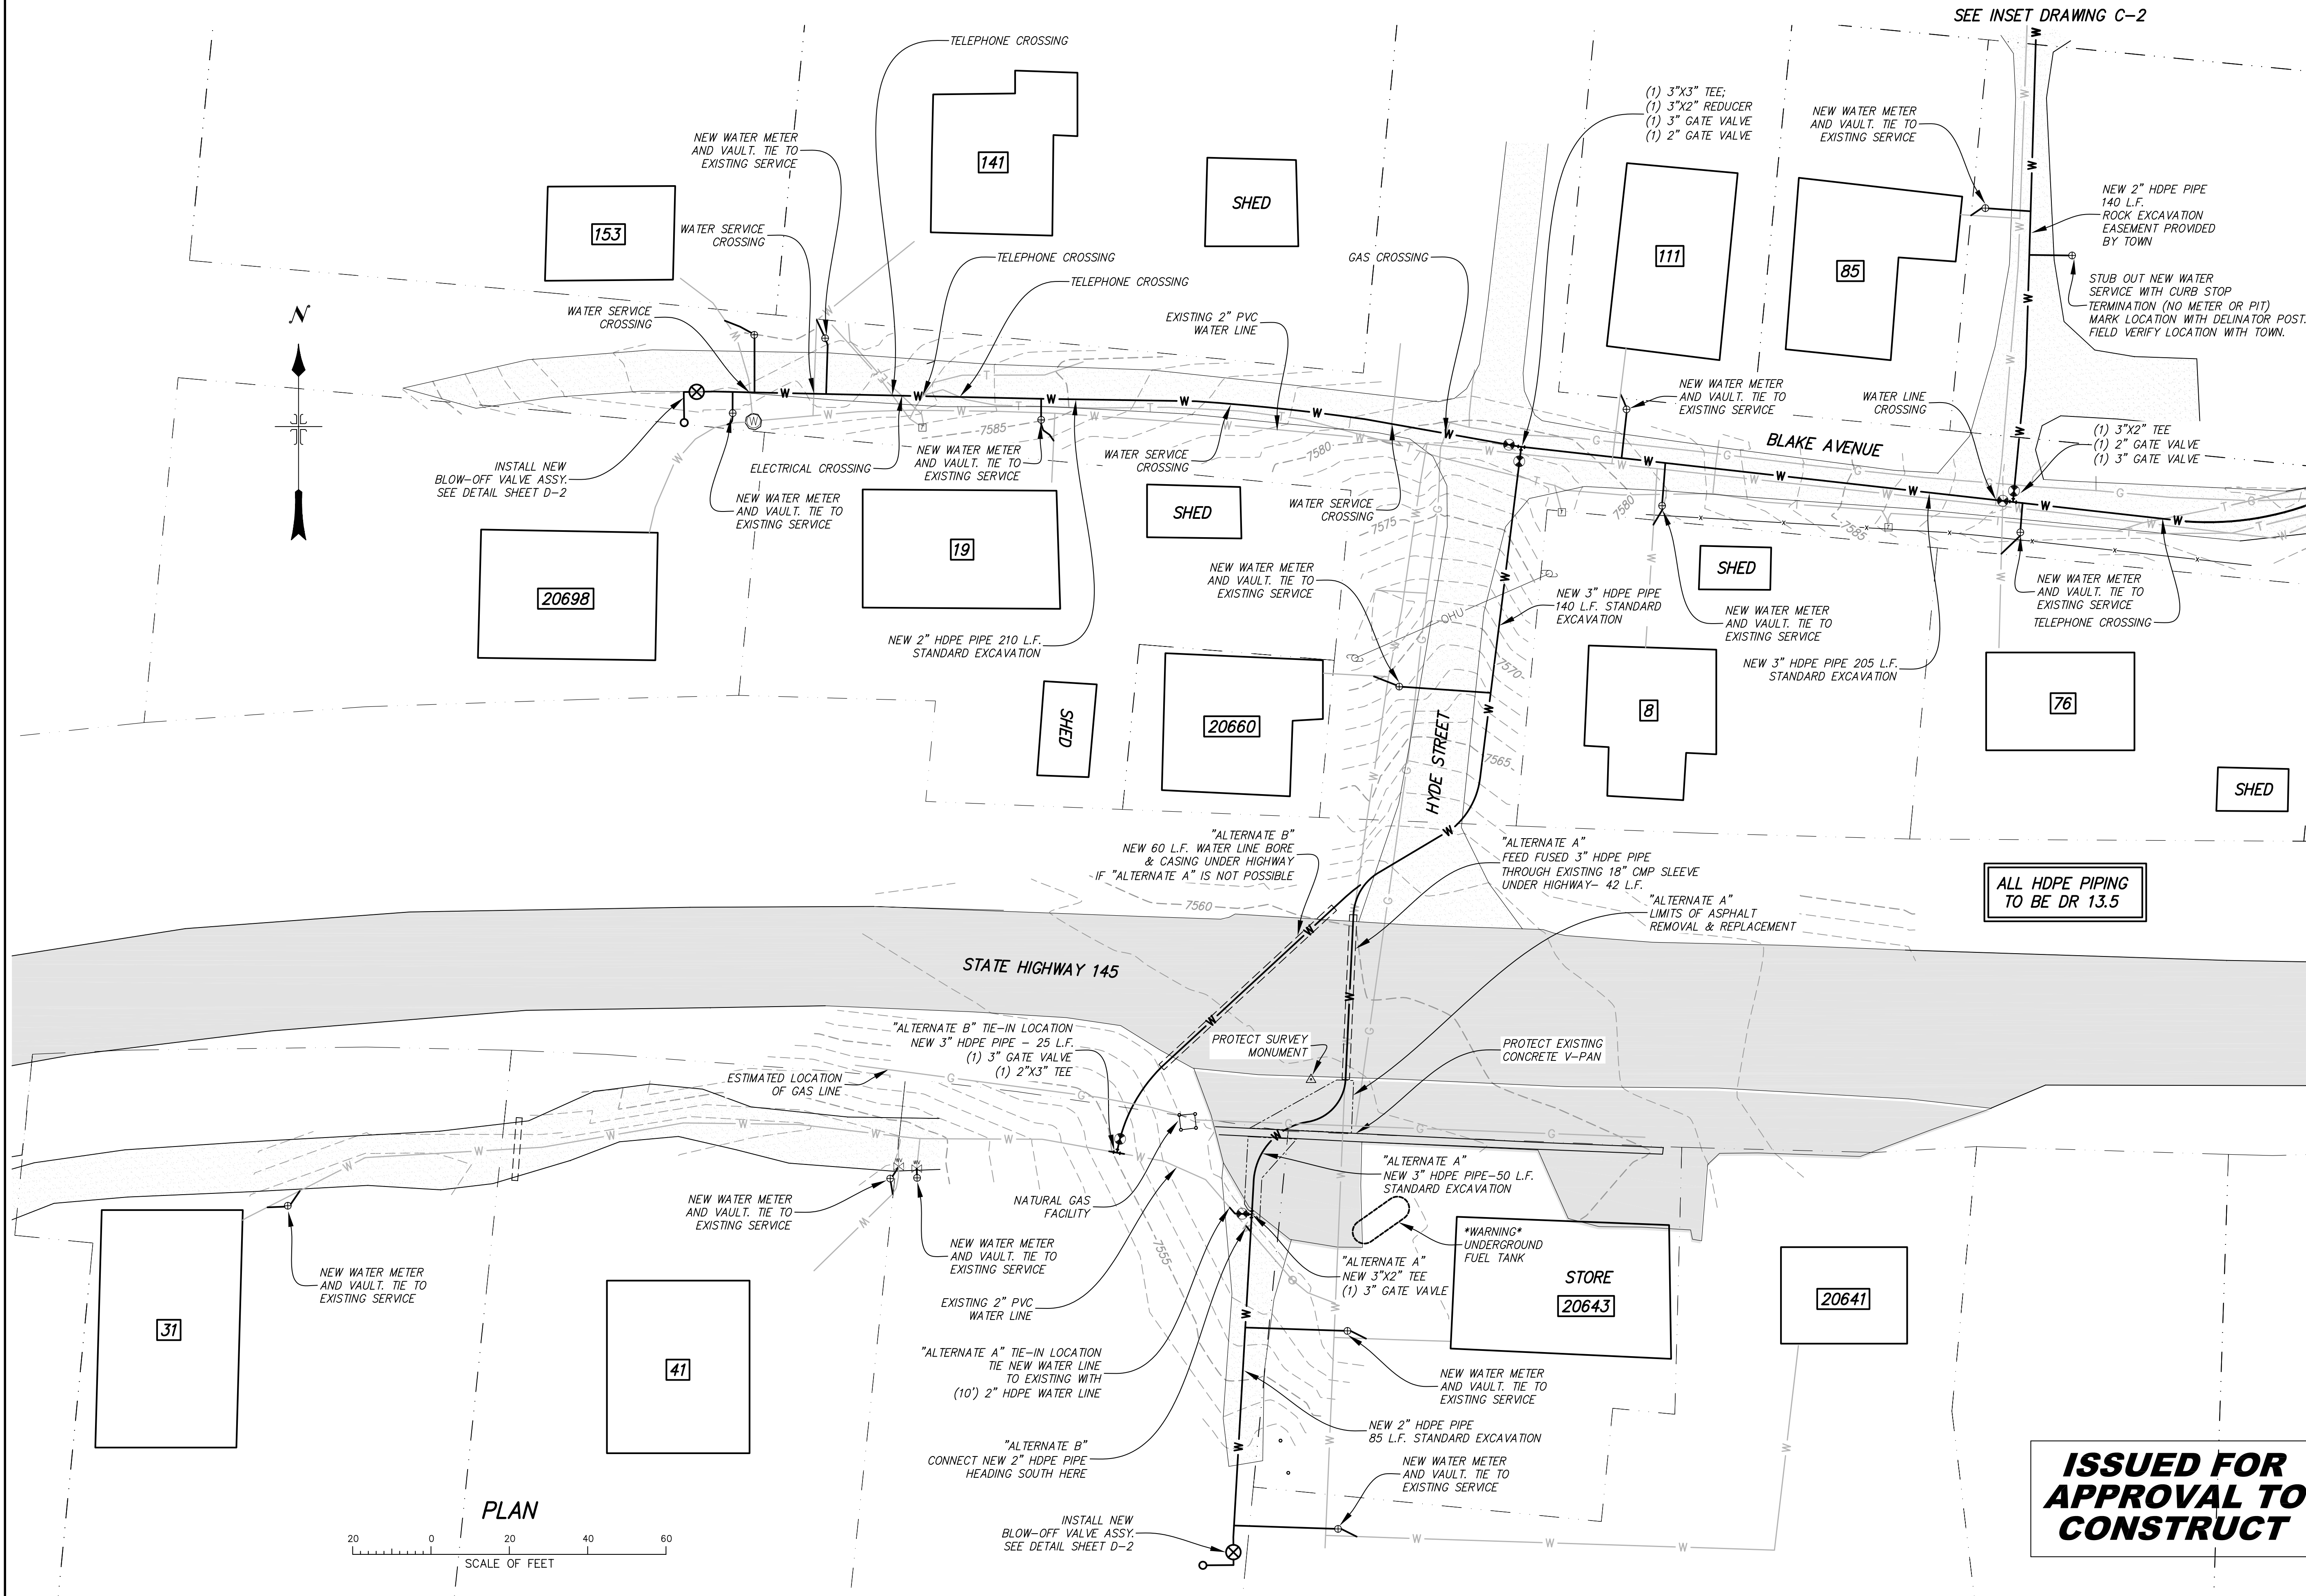 SEE INSET DRAWING C-2
TELEPHONE CROSSING
NEW WATER METER
AND VAULT. TIE TO
EXISTING SERVICE
141
SHED
(1) 3"X3" TEE;
(1) 3"X2" REDUCER
(1) 3" GATE VALVE
(1) 2" GATE VALVE
NEW WATER METER
AND VAULT. TIE TO
EXISTING SERVICE
153
WATER SERVICE
CROSSING
TELEPHONE CROSSING
TELEPHONE CROSSING
GAS CROSSING
111
85
NEW 2" HDPE PIPE
140 L.F.
ROCK EXCAVATION
EASEMENT PROVIDED
BY TOWN
STUB OUT NEW WATER
SERVICE WITH CURB STOP
TERMINATION (NO METER OR PIT)
MARK LOCATION WITH DELINATOR POST.
FIELD VERIFY LOCATION WITH TOWN.
N
WATER SERVICE
CROSSING
EXISTING 2" PVC
WATER LINE
NEW WATER METER
AND VAULT. TIE TO
EXISTING SERVICE
WATER LINE
CROSSING
BLAKE AVENUE
(1) 3"X2" TEE
(1) 2" GATE VALVE
(1) 3" GATE VALVE
7585
7580
INSTALL NEW
BLOW-OFF VALVE ASSY.
SEE DETAIL SHEET D-2
ELECTRICAL CROSSING
NEW WATER METER
AND VAULT. TIE TO
EXISTING SERVICE
WATER SERVICE
CROSSING
NEW WATER METER
AND VAULT. TIE TO
EXISTING SERVICE
SHED
WATER SERVICE
CROSSING
7575
7580
7585
20698
19
NEW WATER METER
AND VAULT. TIE TO
EXISTING SERVICE
OHU
NEW 3" HDPE PIPE
140 L.F. STANDARD
EXCAVATION
SHED
NEW WATER METER
AND VAULT. TIE TO
EXISTING SERVICE
NEW WATER METER
AND VAULT. TIE TO
EXISTING SERVICE
TELEPHONE CROSSING
NEW 2" HDPE PIPE 210 L.F.
STANDARD EXCAVATION
7570
NEW 3" HDPE PIPE 205 L.F.
STANDARD EXCAVATION
SHED
20660
HYDE STREET
8
76
7565
SHED
"ALTERNATE B"
NEW 60 L.F. WATER LINE BORE
& CASING UNDER HIGHWAY
IF "ALTERNATE A" IS NOT POSSIBLE
"ALTERNATE A"
FEED FUSED 3" HDPE PIPE
THROUGH EXISTING 18" CMP SLEEVE
UNDER HIGHWAY- 42 L.F.
7560
"ALTERNATE A"
LIMITS OF ASPHALT
REMOVAL & REPLACEMENT
ALL HDPE PIPING
TO BE DR 13.5
STATE HIGHWAY 145
"ALTERNATE B" TIE-IN LOCATION
NEW 3" HDPE PIPE - 25 L.F.
(1) 3" GATE VALVE
(1) 2"X3" TEE
PROTECT SURVEY
MONUMENT
PROTECT EXISTING
CONCRETE V-PAN
ESTIMATED LOCATION
OF GAS LINE
NEW WATER METER
AND VAULT. TIE TO
EXISTING SERVICE
NATURAL GAS
FACILITY
"ALTERNATE A"
NEW 3" HDPE PIPE-50 L.F.
STANDARD EXCAVATION
NEW WATER METER
AND VAULT. TIE TO
EXISTING SERVICE
NEW WATER METER
AND VAULT. TIE TO
EXISTING SERVICE
7555
"ALTERNATE A"
NEW 3"X2" TEE
(1) 3" GATE VAVLE
*WARNING*
UNDERGROUND
FUEL TANK
STORE
20643
20641
31
41
EXISTING 2" PVC
WATER LINE
"ALTERNATE A" TIE-IN LOCATION
TIE NEW WATER LINE
TO EXISTING WITH
(10') 2" HDPE WATER LINE
NEW WATER METER
AND VAULT. TIE TO
EXISTING SERVICE
NEW 2" HDPE PIPE
85 L.F. STANDARD EXCAVATION
"ALTERNATE B"
CONNECT NEW 2" HDPE PIPE
HEADING SOUTH HERE
NEW WATER METER
AND VAULT. TIE TO
EXISTING SERVICE
ISSUED FOR
APPROVAL TO
CONSTRUCT
PLAN
20 0 20 40 60
SCALE OF FEET
INSTALL NEW
BLOW-OFF VALVE ASSY.
SEE DETAIL SHEET D-2